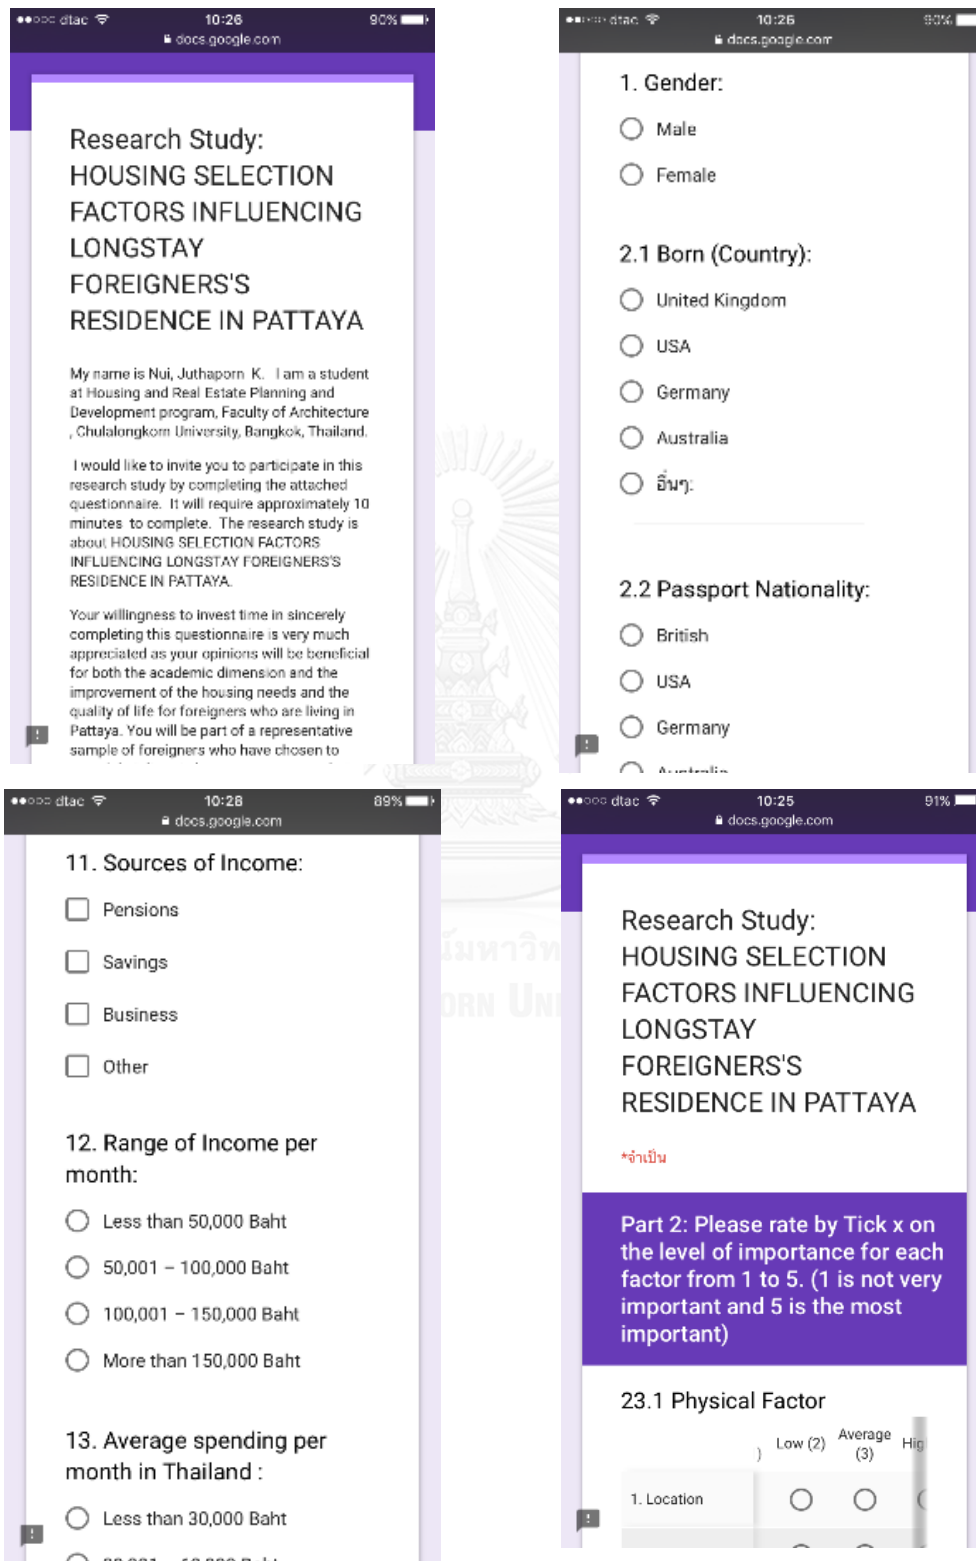 dtac 10:26 90%
docs.google.com
Research Study:
HOUSING SELECTION
FACTORS INFLUENCING
LONGSTAY
FOREIGNERS'S
RESIDENCE IN PATTAYA
My name is Nui, Juthaporn K. I am a student
at Housing and Real Estate Planning and
Development program, Faculty of Architecture
, Chulalongkorn University, Bangkok, Thailand.
I would like to invite you to participate in this
research study by completing the attached
questionnaire. It will require approximately 10
minutes to complete. The research study is
about HOUSING SELECTION FACTORS
INFLUENCING LONGSTAY FOREIGNERS'S
RESIDENCE IN PATTAYA.
Your willingness to invest time in sincerely
completing this questionnaire is very much
appreciated as your opinions will be beneficial
for both the academic dimension and the
improvement of the housing needs and the
quality of life for foreigners who are living in
Pattaya. You will be part of a representative
sample of foreigners who have chosen to
dtac 10:26 90%
docs.google.com
1. Gender:
Male
Female
2.1 Born (Country):
United Kingdom
USA
Germany
Australia
อื่นๆ:
2.2 Passport Nationality:
British
USA
Germany
Australia
dtac 10:28 89%
docs.google.com
11. Sources of Income:
Pensions
Savings
Business
Other
12. Range of Income per
month:
Less than 50,000 Baht
50,001 – 100,000 Baht
100,001 – 150,000 Baht
More than 150,000 Baht
13. Average spending per
month in Thailand :
Less than 30,000 Baht
dtac 10:25 91%
docs.google.com
Research Study:
HOUSING SELECTION
FACTORS INFLUENCING
LONGSTAY
FOREIGNERS'S
RESIDENCE IN PATTAYA
*จำเป็น
Part 2: Please rate by Tick x on
the level of importance for each
factor from 1 to 5. (1 is not very
important and 5 is the most
important)
23.1 Physical Factor
) Low (2) Average (3) Hig
1. Location